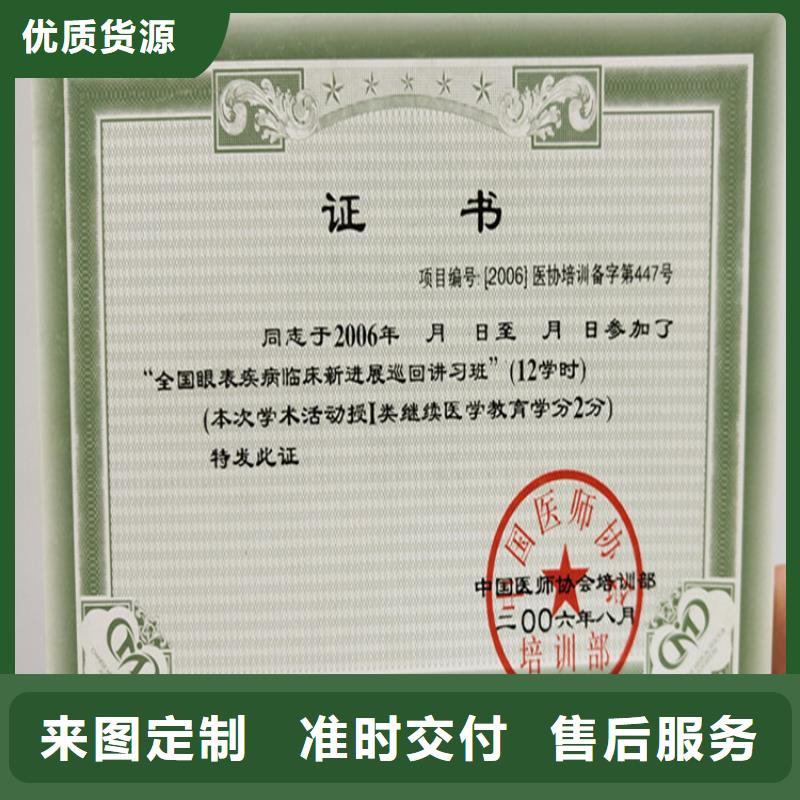 优质货源
证 书
项目编号: [2006] 医协培训备字第447号
同志于2006年 月 日至 月 日参加了
“全国眼表疾病临床新进展巡回讲习班” (12学时)
(本次学术活动授I类继续医学教育学分2分)
特发此证
中国医师协会
中国医师协会培训部
二〇〇六年八月
培训部
来图定制 准时交付 售后服务